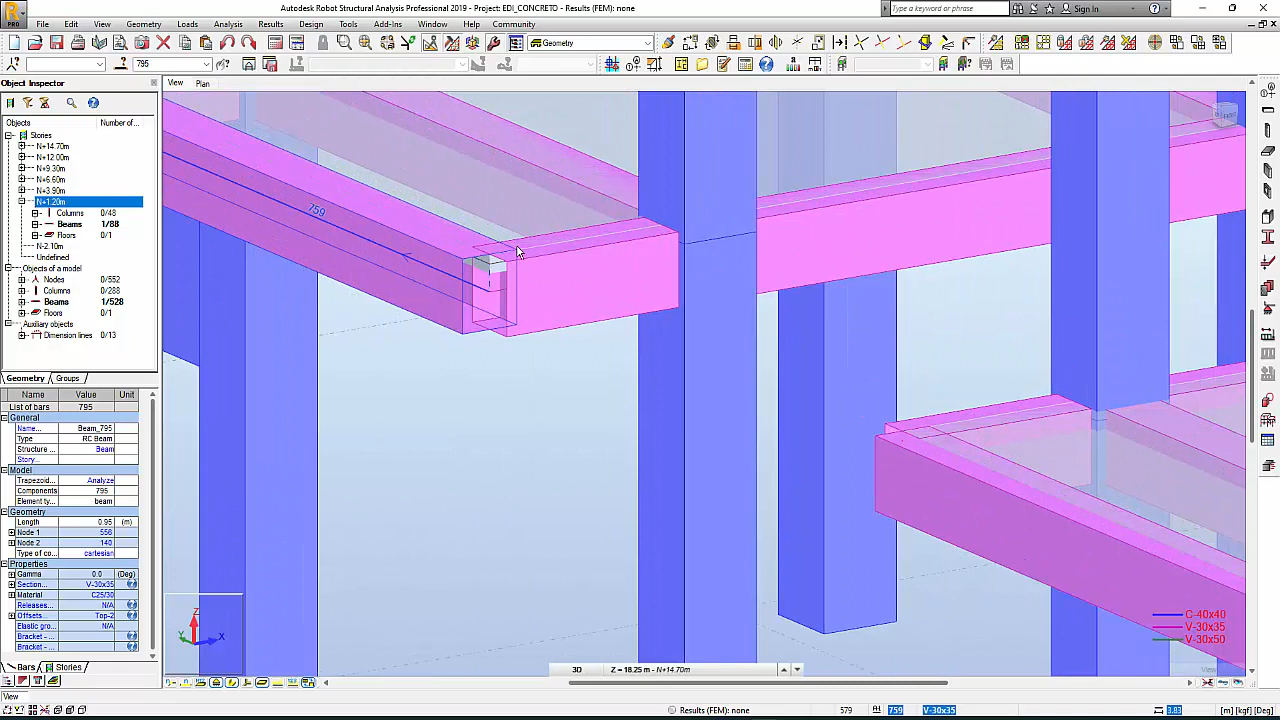 Autodesk Robot Structural Analysis Professional 2019 - Project: EDI_CONCRETO - Results (FEM): none
Type a keyword or phrase
Sign In
PRO
File Edit View Geometry Loads Analysis Results Design Tools Add-Ins Window Help Community
Geometry
795
Object Inspector
View Plan
Objects Number of...
Stories
N+14.70m
N+12.00m
N+9.30m
N+6.60m
N+3.90m
N+1.20m
Columns 0/48
Beams 1/88
Floors 0/1
N-2.10m
Undefined
Objects of a model
Nodes 0/552
Columns 0/288
Beams 1/528
Floors 0/1
Auxiliary objects
Dimension lines 0/13
Geometry Groups
Name Value Unit
List of bars 795
General
Name... Beam_795
Type RC Beam
Structure ... Beam
Story...
Model
Trapezoid... Analyze
Components 795
Element ty... beam
Geometry
Length 0.95 (m)
Node 1 556
Node 2 140
Type of co... cartesian
Properties
Gamma 0.0 (Deg)
Section... V-30x35
Material C25/30
Releases... N/A
Offsets... Top-2
Elastic gro... N/A
Bracket - ...
Bracket - ...
Bars Stories
759
Z
Y
X
C-40x40
V-30x35
V-30x50
3D Z = 18.25 m - N+14.70m
View
View
Results (FEM): none 579 759 V-30x35 3.83 [m] [kgf] [Deg]